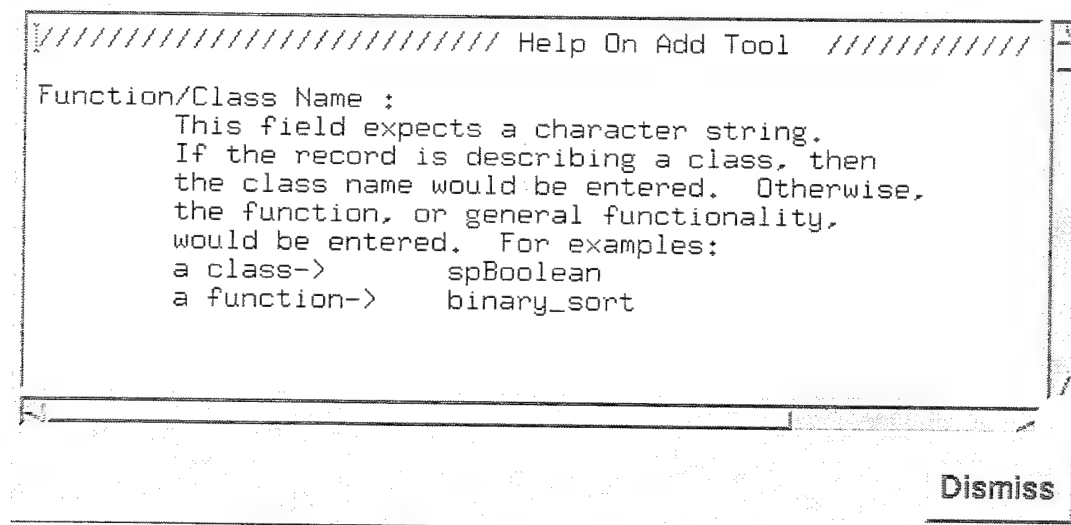 //////////////////////////// Help On Add Tool ////////////
Function/Class Name :
This field expects a character string.
If the record is describing a class, then
the class name would be entered. Otherwise,
the function, or general functionality,
would be entered. For examples:
a class-> spBoolean
a function-> binary_sort
Dismiss